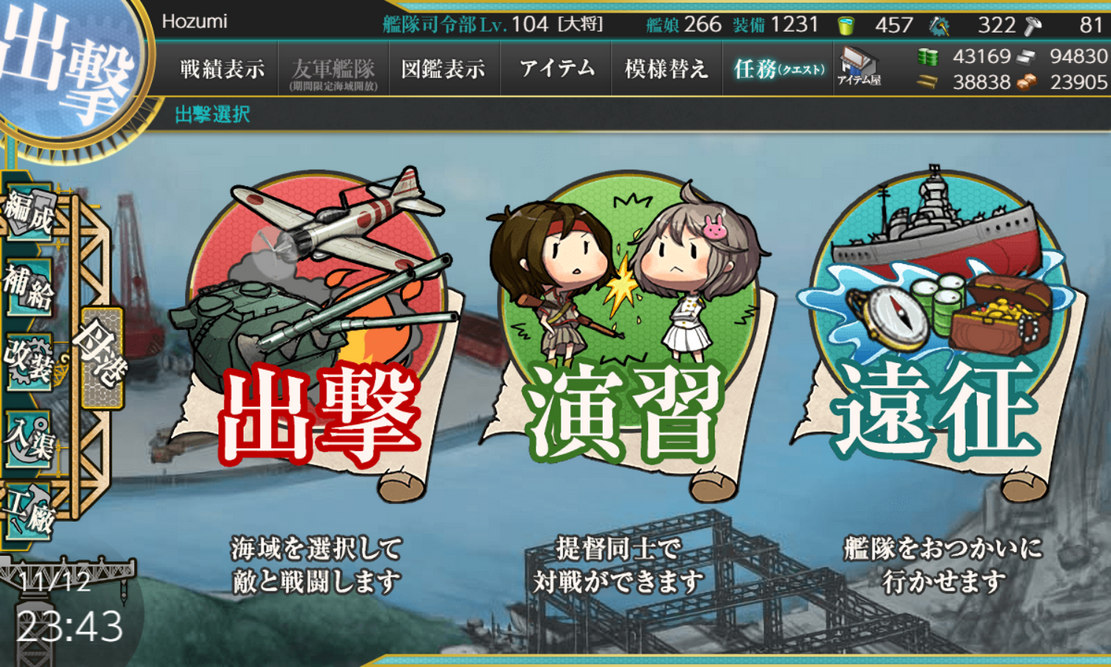 出撃
Hozumi
艦隊司令部Lv. 104 [大将]
艦娘 266 装備 1231
457
322
81
戦績表示
友軍艦隊
(期間限定海域開放)
図鑑表示
アイテム
模様替え
任務(クエスト)
アイテム屋
43169
94830
38838
23905
出撃選択
編成
補給
改装
入渠
工廠
母港
出撃
演習
遠征
海域を選択して
敵と戦闘します
提督同士で
対戦ができます
艦隊をおつかいに
行かせます
11/12
23:43